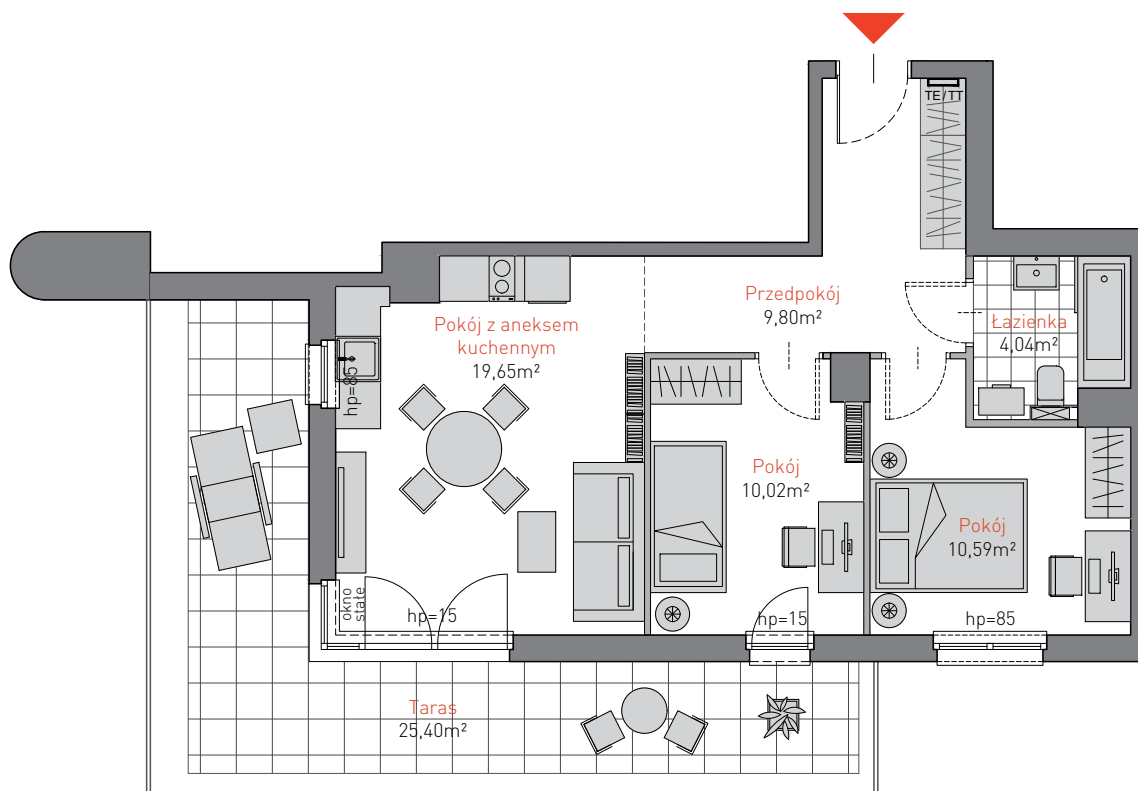 TE/TT
Przedpokój
9,80m²
Łazienka
4,04m²
Pokój z aneksem
kuchennym
19,65m²
hp=85
Pokój
10,02m²
Pokój
10,59m²
okno
stałe
hp=15
hp=15
hp=85
Taras
25,40m²